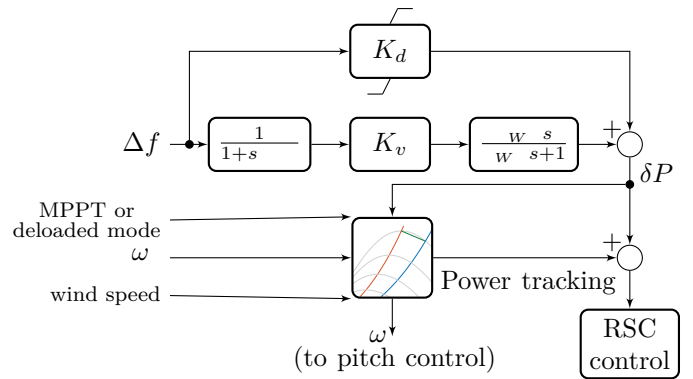 K_d
Δf
1
1+s
K_v
W s
W s+1
+
δP
MPPT or
deloaded mode
ω
wind speed
+
Power tracking
ω
(to pitch control)
RSC
control